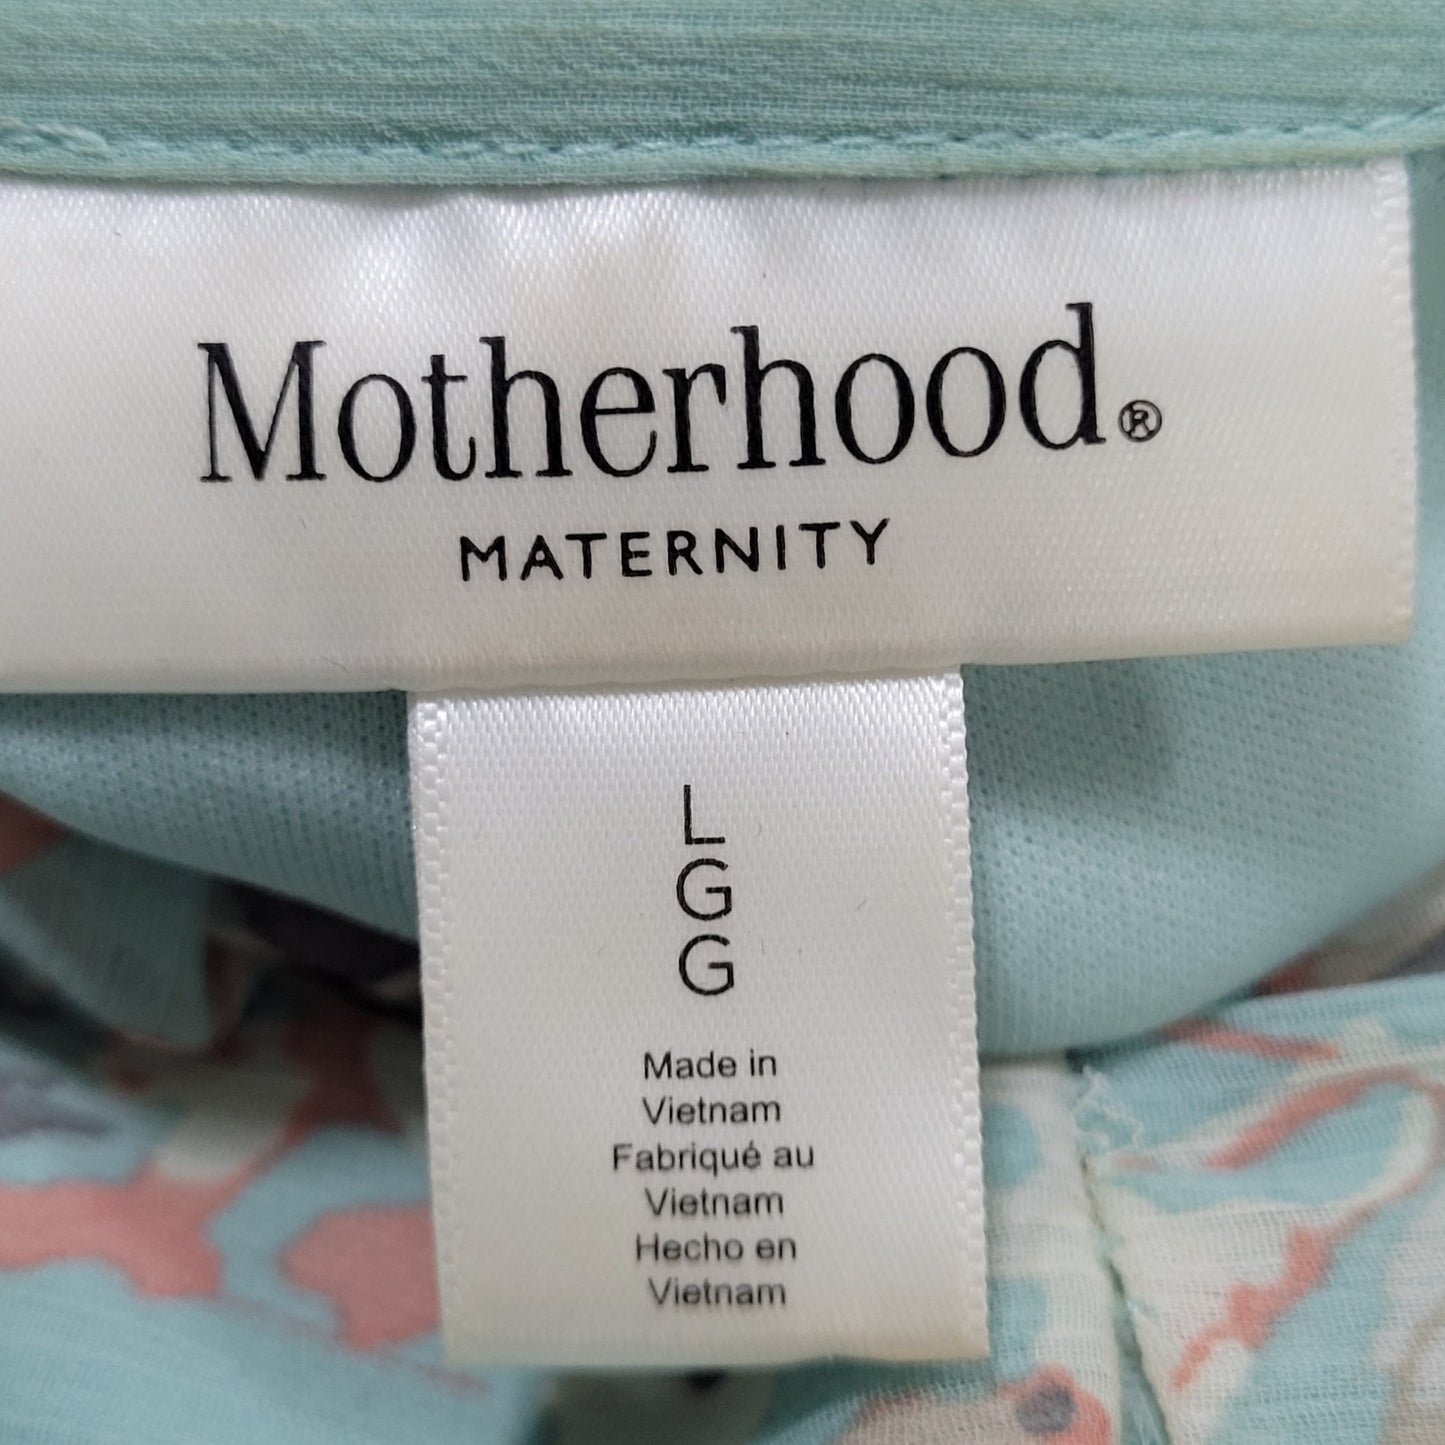 Motherhood®
MATERNITY
L
G
G
Made in
Vietnam
Fabriqué au
Vietnam
Hecho en
Vietnam